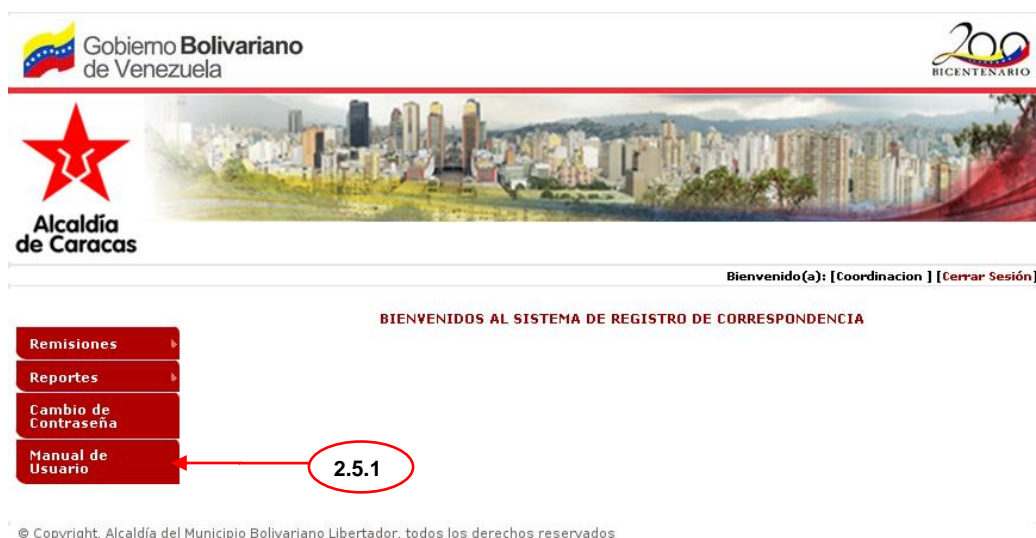 Gobierno Bolivariano
de Venezuela
200
BICENTENARIO
Alcaldía
de Caracas
Bienvenido(a): [Coordinacion ] [Cerrar Sesión]
BIENVENIDOS AL SISTEMA DE REGISTRO DE CORRESPONDENCIA
Remisiones
Reportes
Cambio de
Contraseña
Manual de
Usuario
2.5.1
© Copyright. Alcaldía del Municipio Bolivariano Libertador. todos los derechos reservados